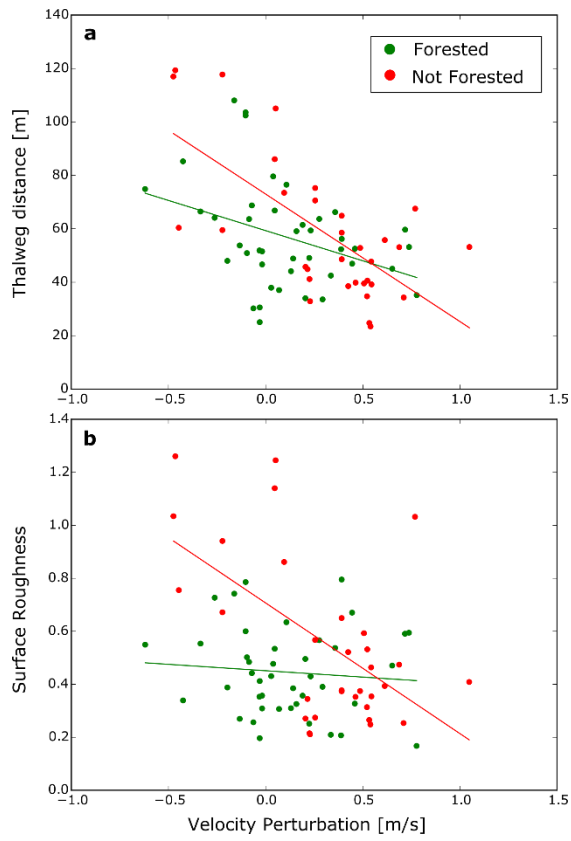 140
a
Forested
Not Forested
120
100
80
60
40
20
0
Thalweg distance [m]
−1.0 −0.5 0.0 0.5 1.0 1.5
1.4
b
1.2
1.0
0.8
0.6
0.4
0.2
0.0
Surface Roughness
−1.0 −0.5 0.0 0.5 1.0 1.5
Velocity Perturbation [m/s]